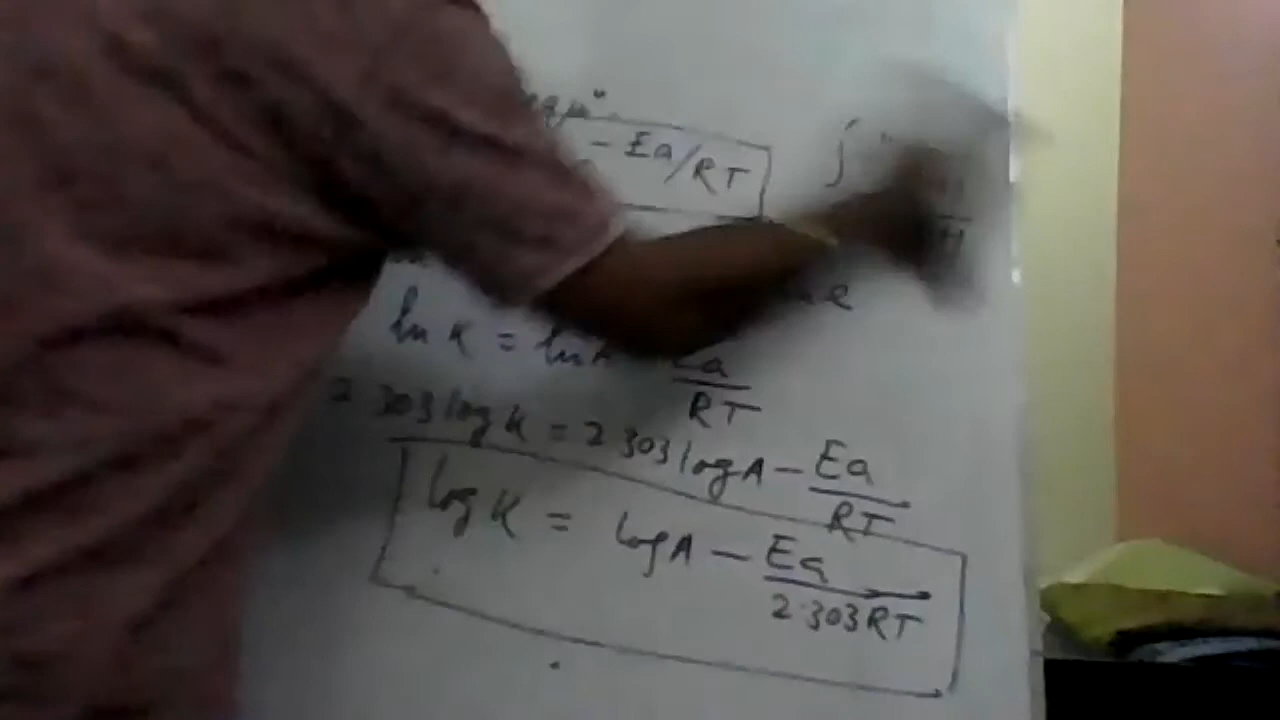 - Ea/RT
ln K = ln
Ea
RT
2.303 log K = 2.303 log A - Ea
RT
log K = log A - Ea
2.303 RT